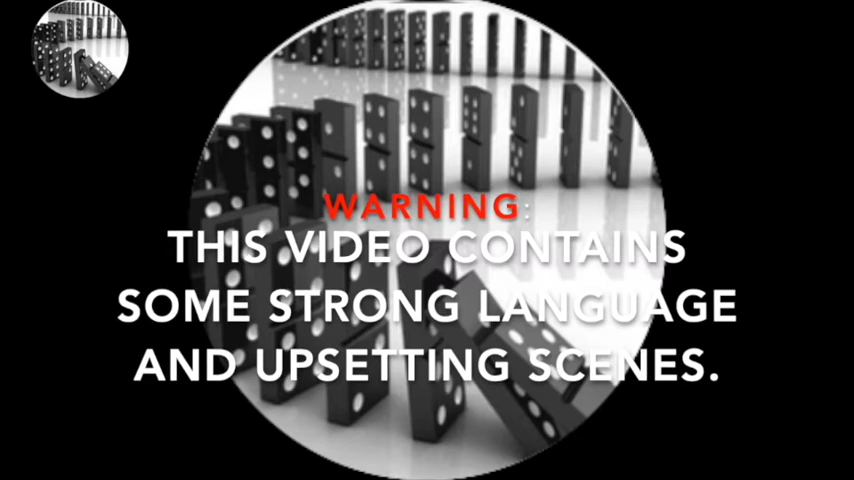 WARNING:
THIS VIDEO CONTAINS
SOME STRONG LANGUAGE
AND UPSETTING SCENES.